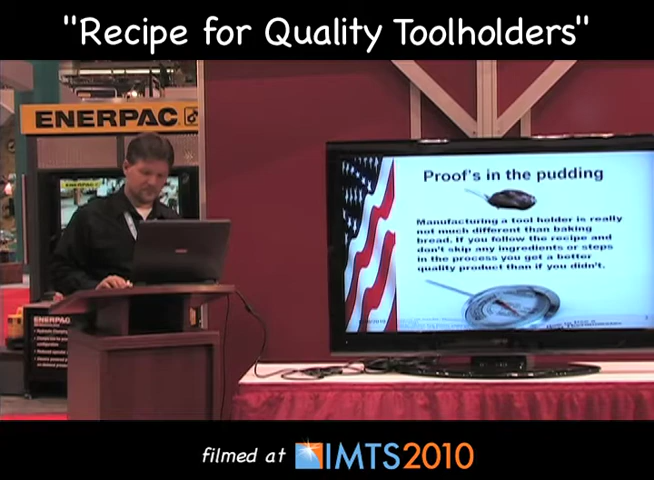 "Recipe for Quality Toolholders"
ENERPAC
Proof's in the pudding
Manufacturing a tool holder is really
not much different than baking
bread. If you follow the recipe and
don't skip any ingredients or steps
in the process you get a better
quality product than if you didn't.
ENERPAC
filmed at IMTS2010